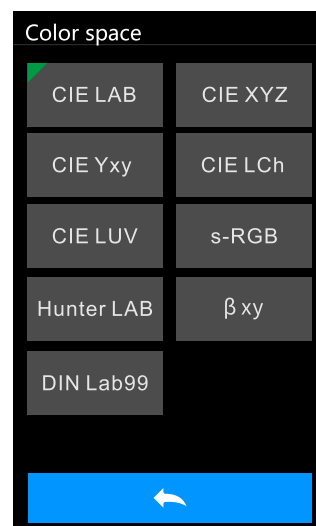 Color space
CIE LAB
CIE XYZ
CIE Yxy
CIE LCh
CIE LUV
s-RGB
Hunter LAB
β xy
DIN Lab99